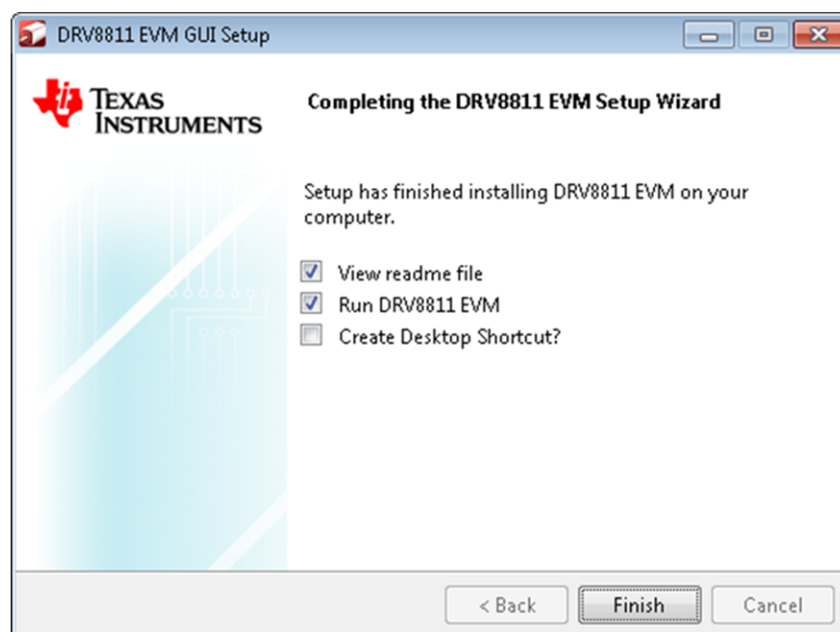 DRV8811 EVM GUI Setup
TEXAS
INSTRUMENTS
Completing the DRV8811 EVM Setup Wizard
Setup has finished installing DRV8811 EVM on your
computer.
View readme file
Run DRV8811 EVM
Create Desktop Shortcut?
< Back
Finish
Cancel